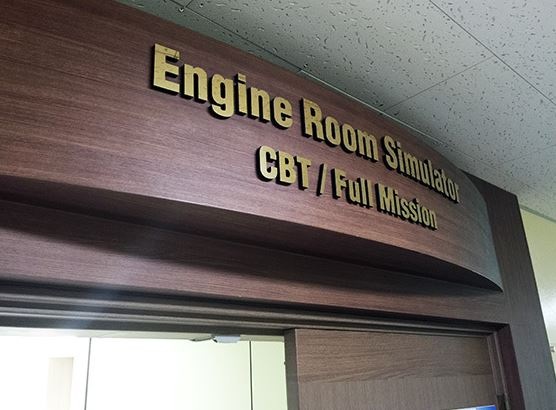 Engine Room Simulator
CBT / Full Mission